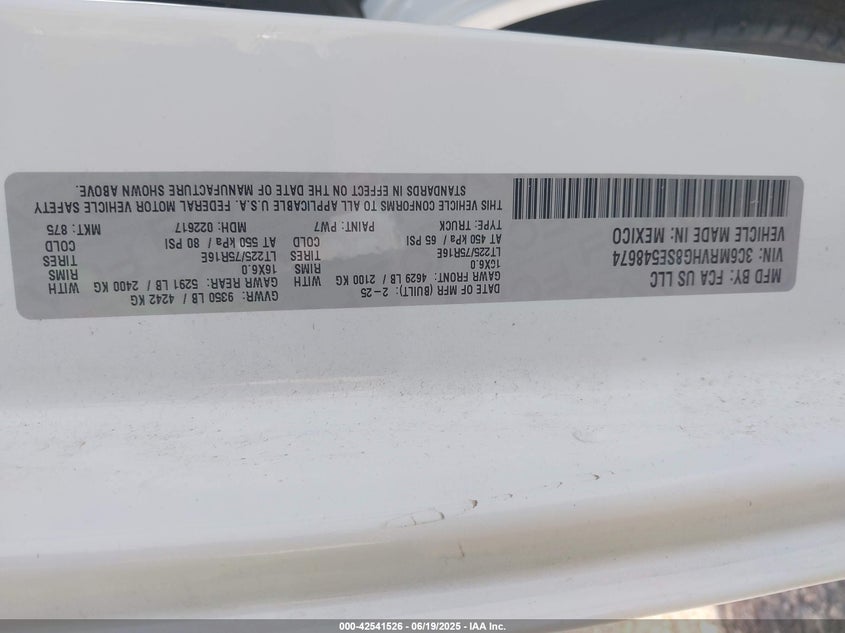 MFD BY: FCA US LLC
VIN: 3C6MRVHG8SE548674
VEHICLE MADE IN: MEXICO
DATE OF MFR (BUILT): 2-25
GVWR: 9350 LB / 4242 KG
GAWR FRONT: 4629 LB / 2100 KG WITH
16X6.0 RIMS
LT225/75R16E TIRES
AT 450 kPa / 65 PSI COLD
GAWR REAR: 5291 LB / 2400 KG WITH
16X6.0 RIMS
LT225/75R16E TIRES
AT 550 kPa / 80 PSI COLD
TYPE: TRUCK PAINT: PW7 MDH: 022617 MKT: 875
THIS VEHICLE CONFORMS TO ALL APPLICABLE U.S.A. FEDERAL MOTOR VEHICLE SAFETY
STANDARDS IN EFFECT ON THE DATE OF MANUFACTURE SHOWN ABOVE.
000-42541526 - 06/19/2025 - IAA Inc.